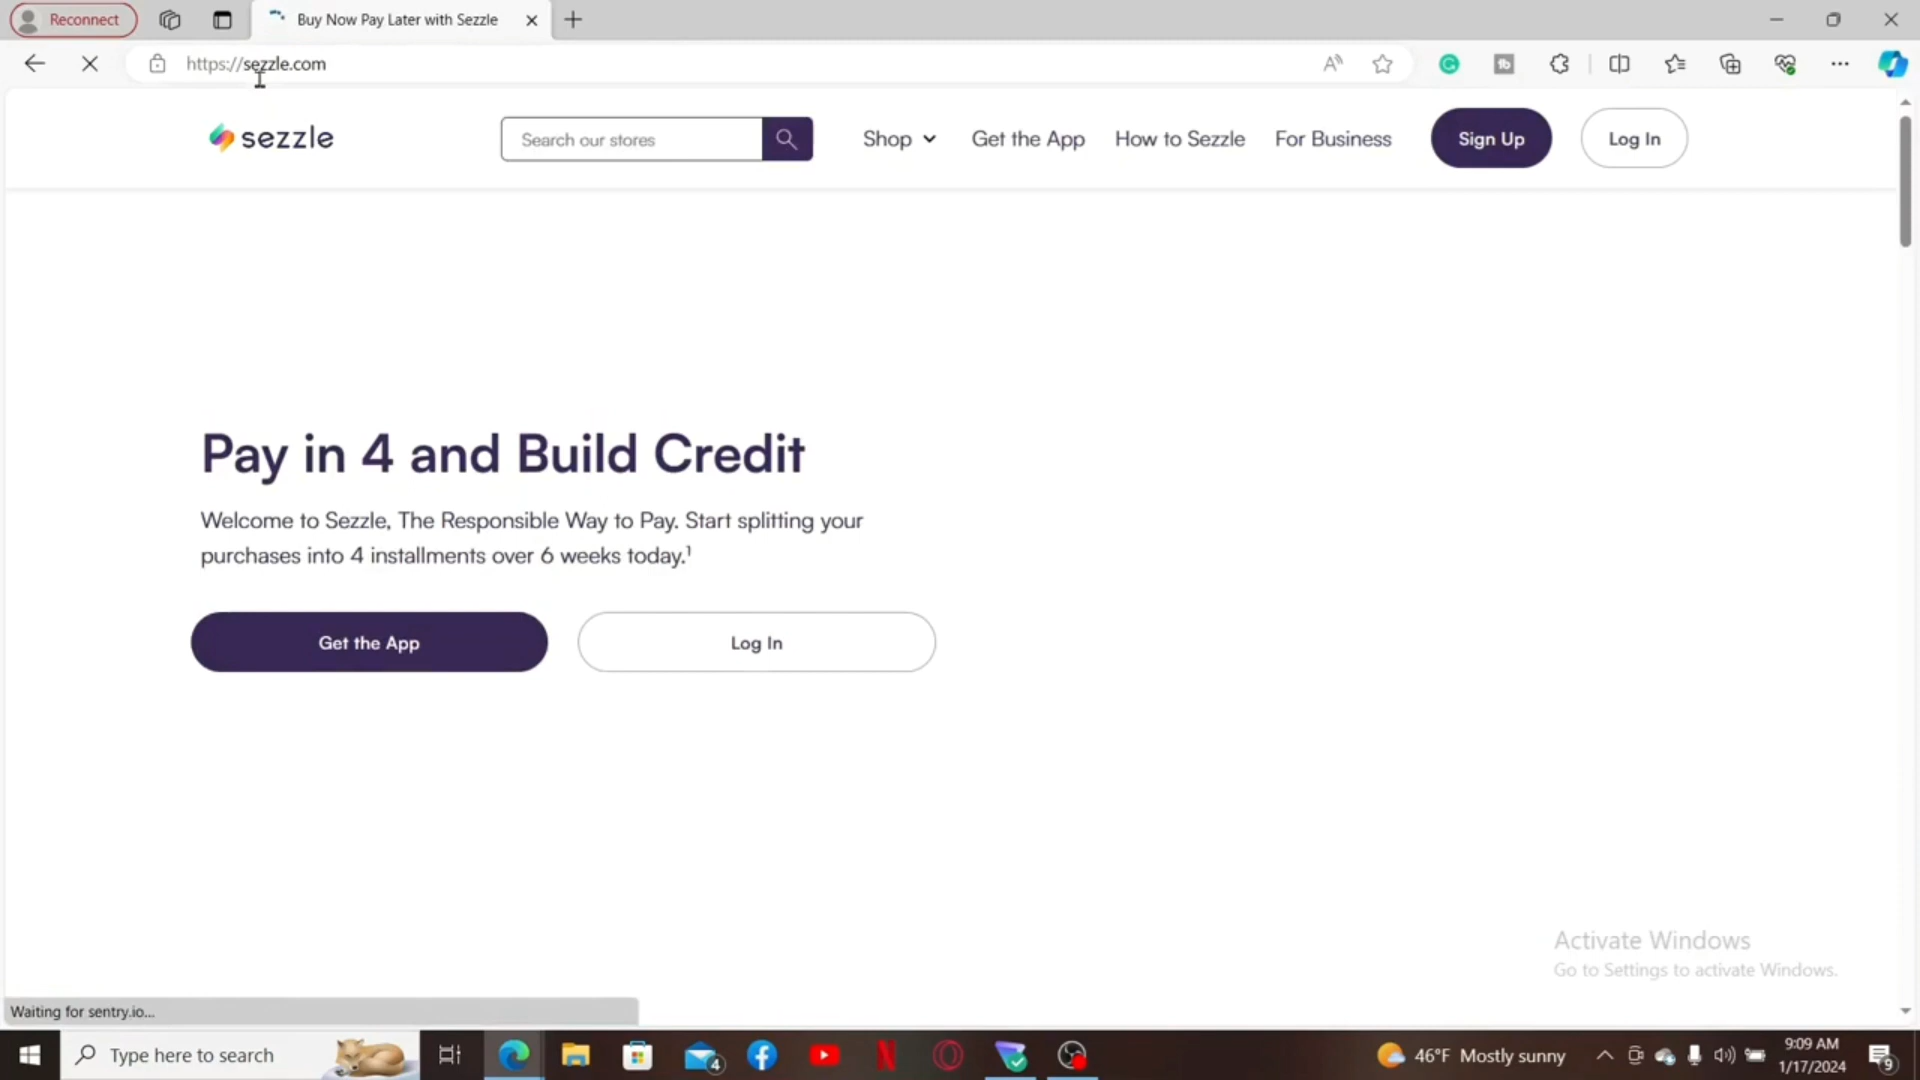 Reconnect
Buy Now Pay Later with Sezzle
https://sezzle.com
sezzle
Search our stores
Shop
Get the App
How to Sezzle
For Business
Sign Up
Log In
Pay in 4 and Build Credit
Welcome to Sezzle, The Responsible Way to Pay. Start splitting your
purchases into 4 installments over 6 weeks today.¹
Get the App
Log In
Activate Windows
Go to Settings to activate Windows.
Waiting for sentry.io...
Type here to search
4
46°F Mostly sunny
9:09 AM
1/17/2024
9